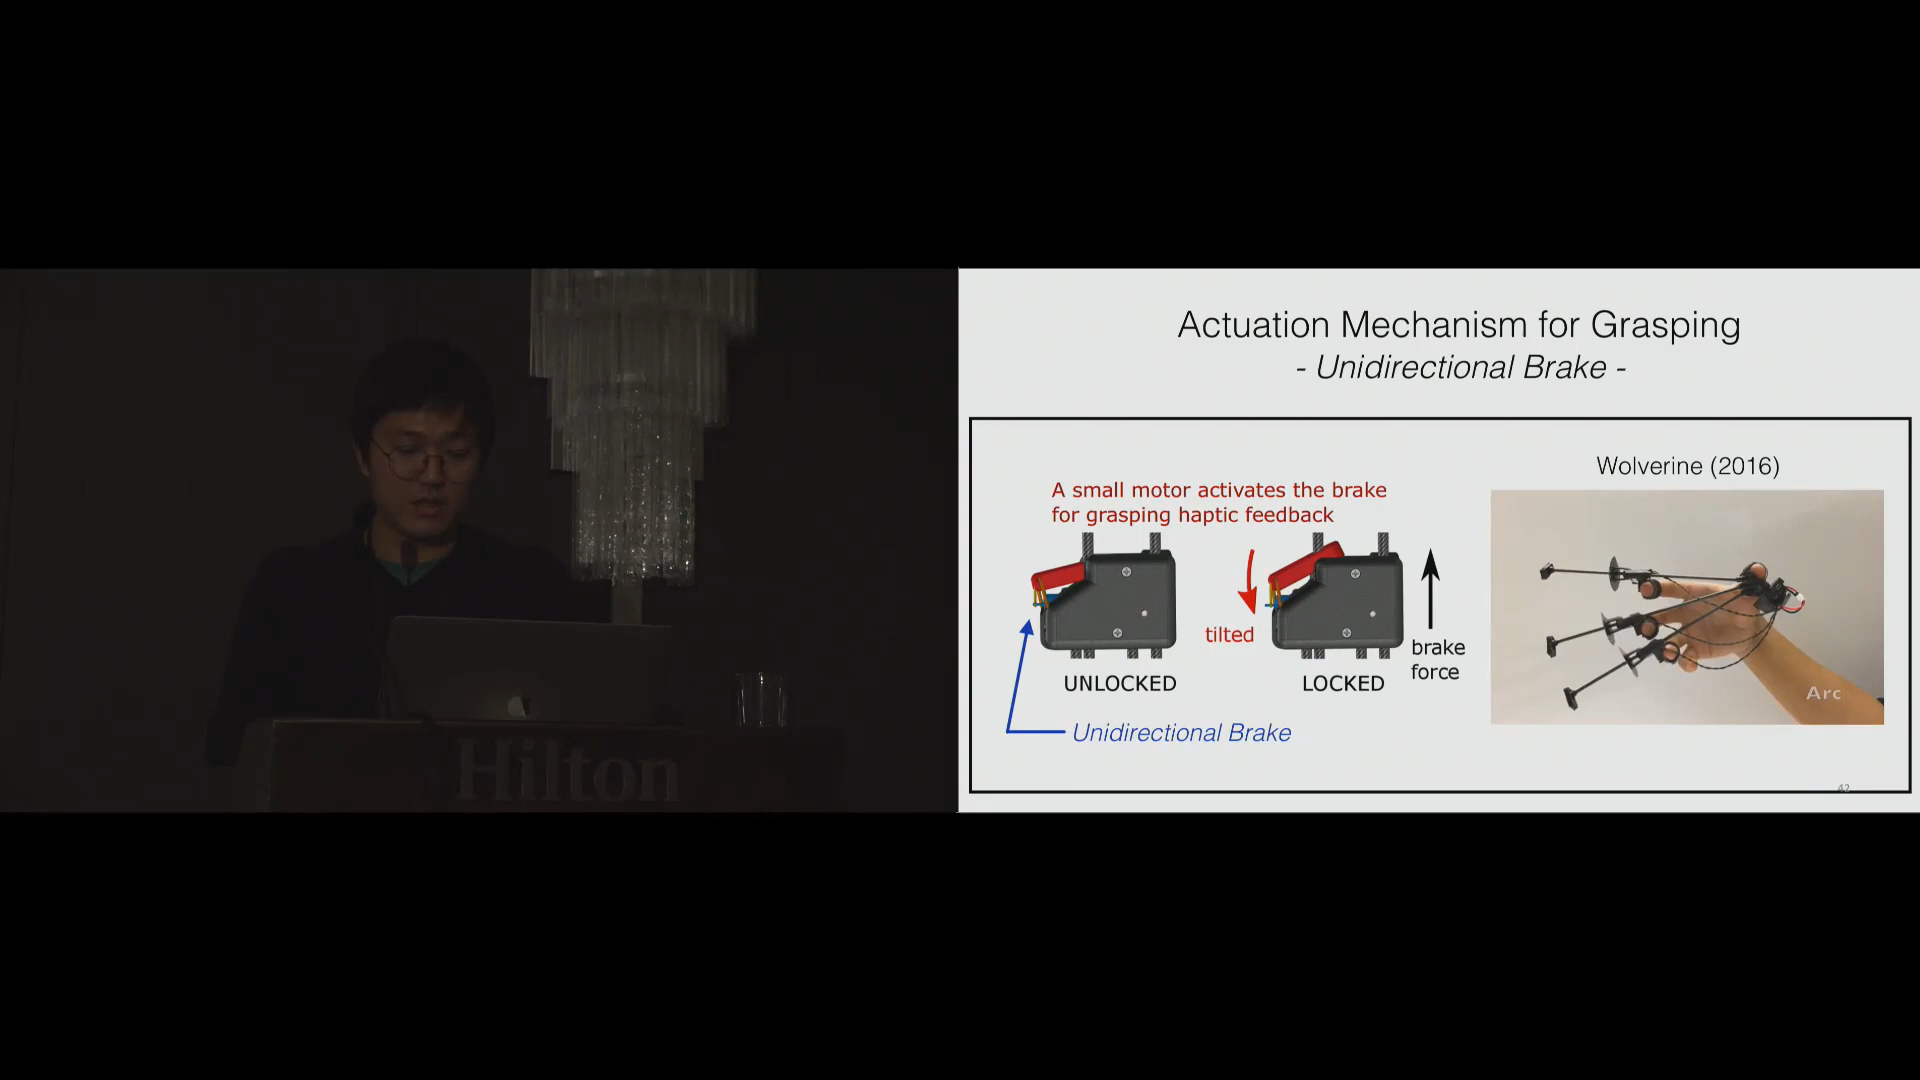 Actuation Mechanism for Grasping
- Unidirectional Brake -
Wolverine (2016)
A small motor activates the brake
for grasping haptic feedback
tilted
brake
force
UNLOCKED
LOCKED
Arc
Unidirectional Brake
42
Hilton